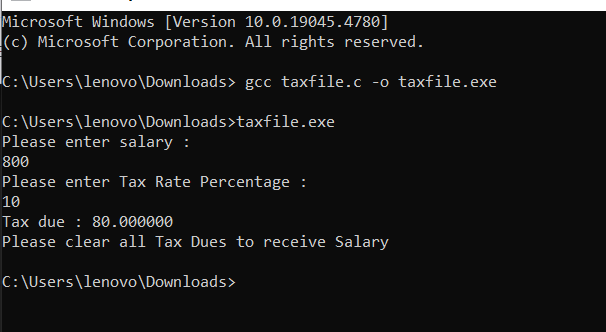 Microsoft Windows [Version 10.0.19045.4780]
(c) Microsoft Corporation. All rights reserved.
C:\Users\lenovo\Downloads> gcc taxfile.c -o taxfile.exe
C:\Users\lenovo\Downloads>taxfile.exe
Please enter salary :
800
Please enter Tax Rate Percentage :
10
Tax due : 80.000000
Please clear all Tax Dues to receive Salary
C:\Users\lenovo\Downloads>